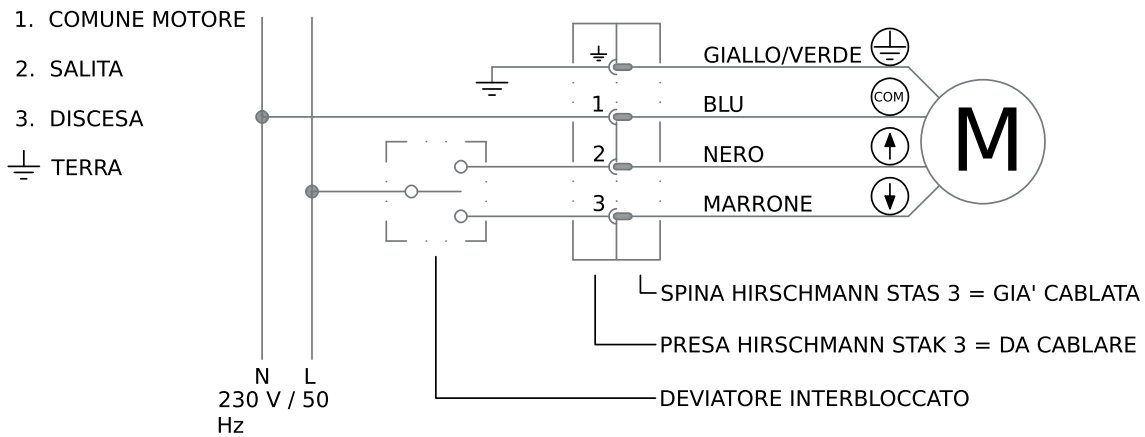 1. COMUNE MOTORE
2. SALITA
3. DISCESA
TERRA
GIALLO/VERDE
1 BLU COM
2 NERO
3 MARRONE
M
SPINA HIRSCHMANN STAS 3 = GIA' CABLATA
PRESA HIRSCHMANN STAK 3 = DA CABLARE
DEVIATORE INTERBLOCCATO
N L
230 V / 50
Hz